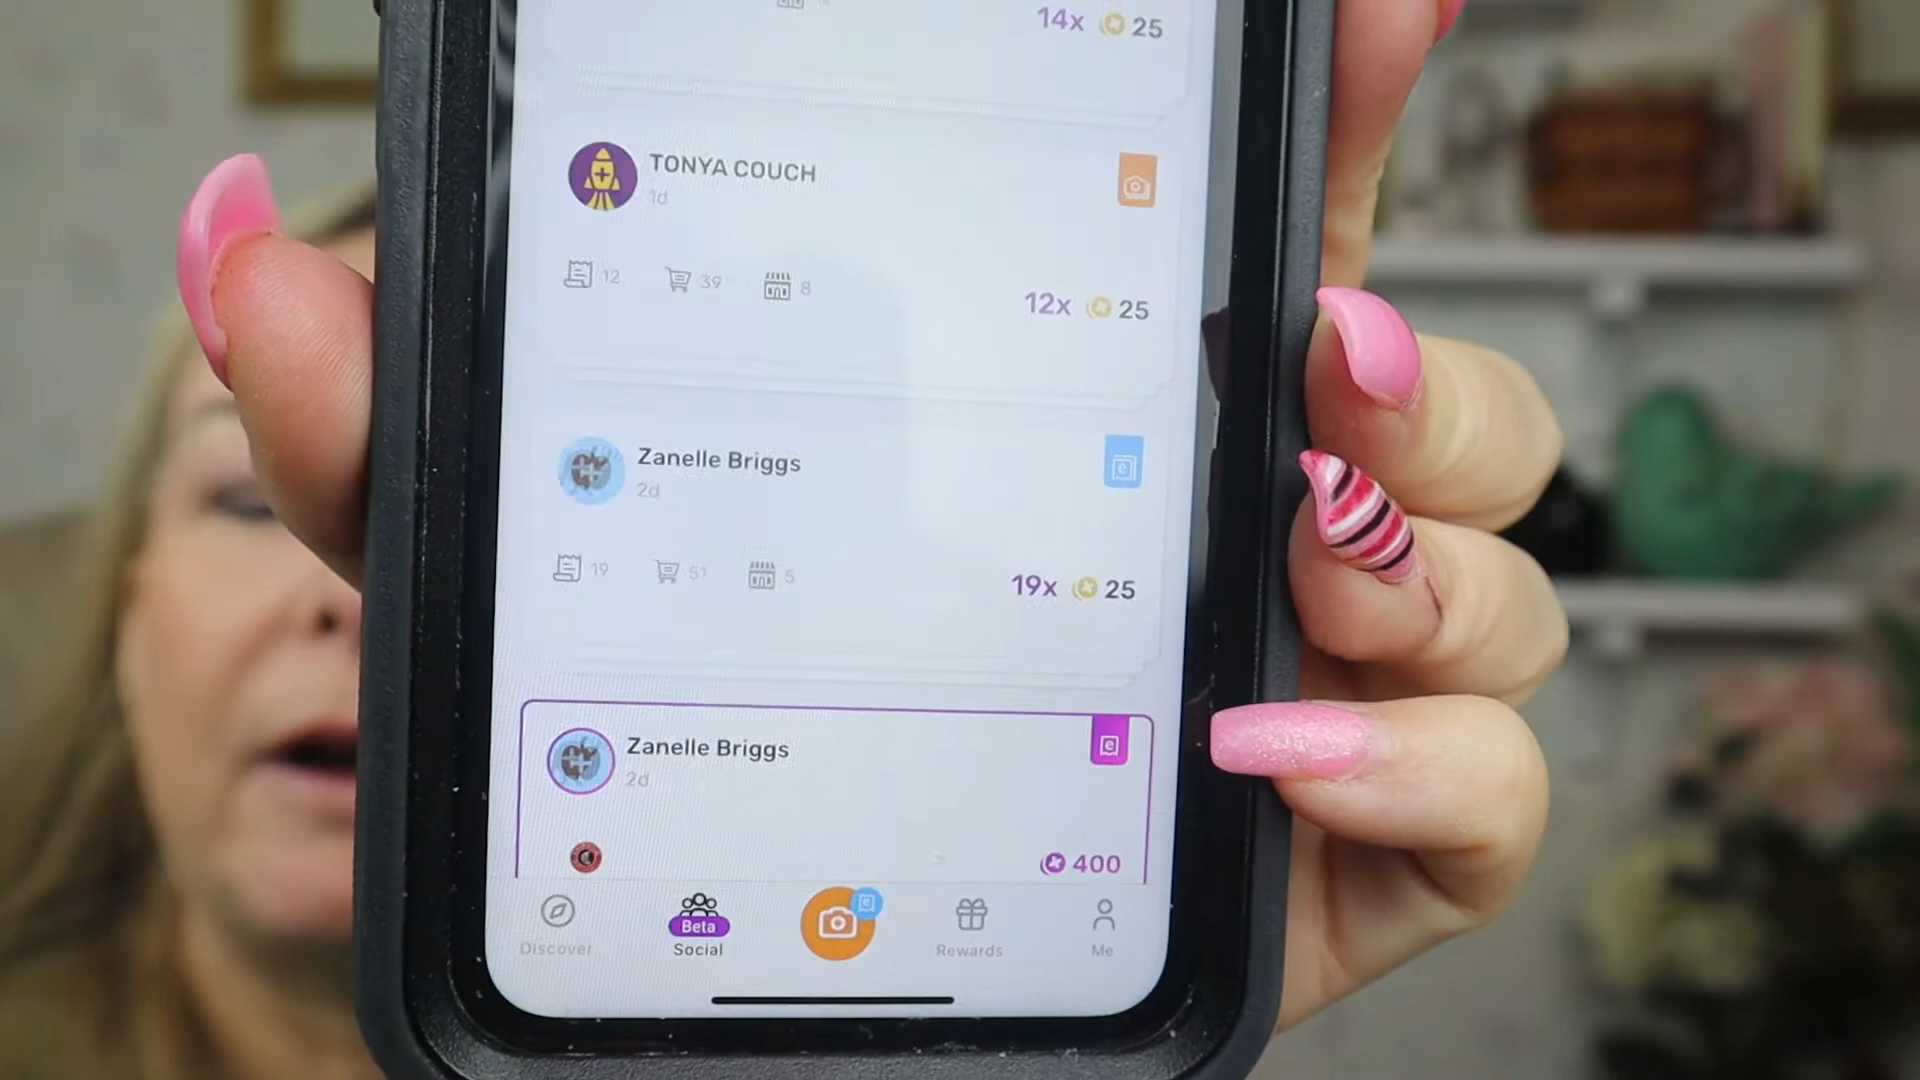 14x 25
TONYA COUCH
1d
12 39 8
12x 25
Zanelle Briggs
2d
e
19 51 5
19x 25
Zanelle Briggs
2d
e
400
Beta
Discover Social Rewards Me